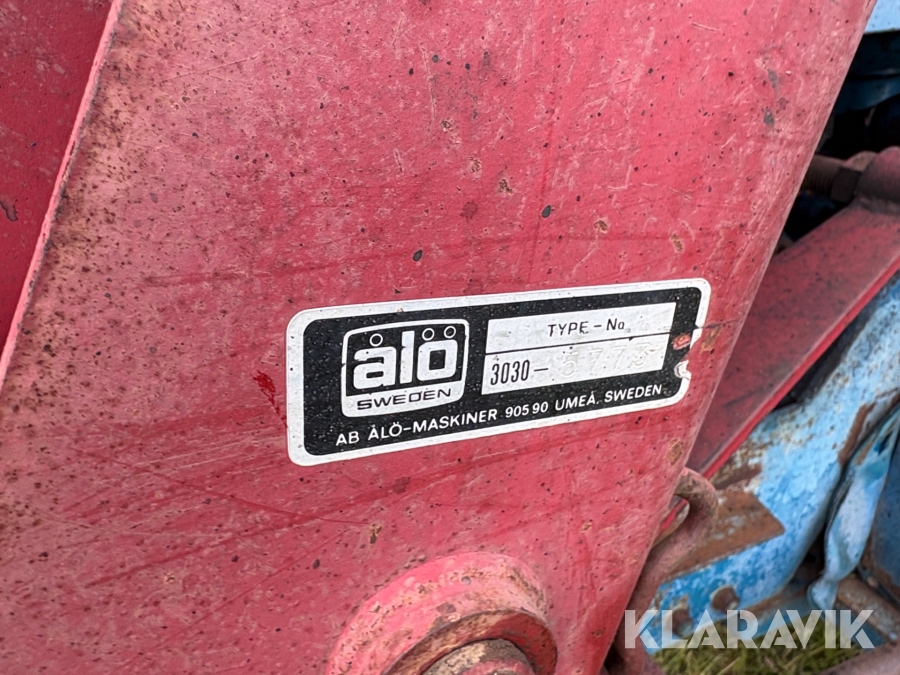 ålö
SWEDEN
TYPE - No
3030-
AB ÅLÖ-MASKINER 905 90 UMEÅ. SWEDEN
KLARAVIK